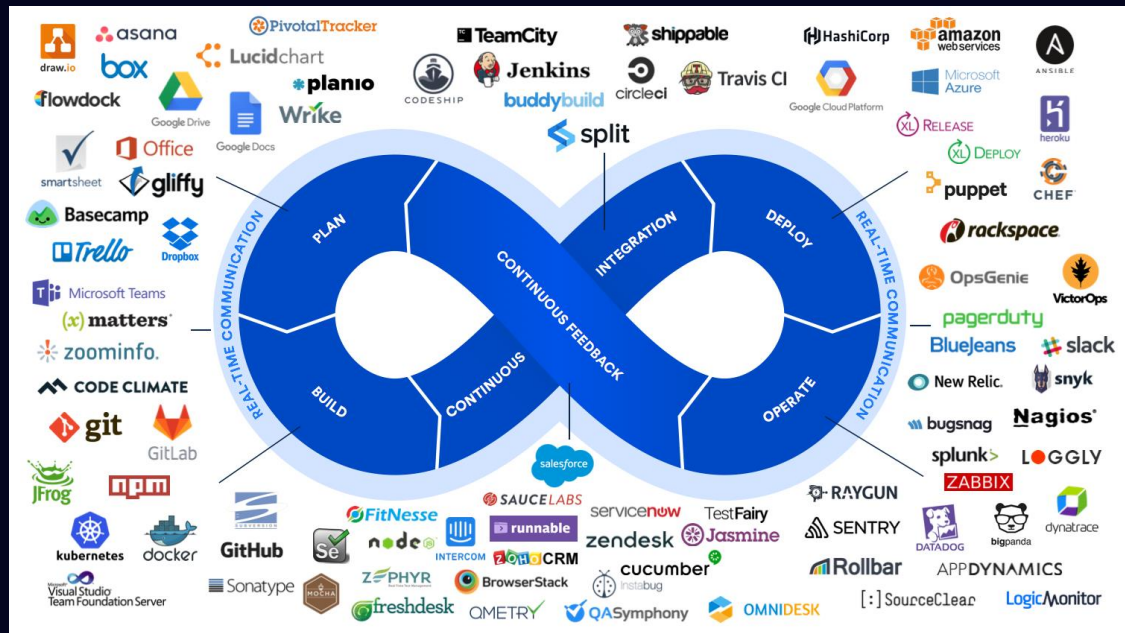 draw.io
asana
PivotalTracker
box
Lucidchart
planio
flowdock
Google Drive
Google Docs
Wrike
smartsheet
Office
gliffy
Basecamp
Trello
Dropbox
TC
TeamCity
shippable
CODESHIP
Jenkins
circleci
Travis CI
buddybuild
split
HashiCorp
amazon
web services
A
ANSIBLE
Google Cloud Platform
Microsoft
Azure
XL RELEASE
heroku
XL DEPLOY
puppet
CHEF
rackspace
REAL-TIME COMMUNICATION
PLAN
BUILD
CONTINUOUS
INTEGRATION
CONTINUOUS FEEDBACK
DEPLOY
OPERATE
REAL-TIME COMMUNICATION
T
Microsoft Teams
(x) matters
zoominfo.
OpsGenie
VictorOps
pagerduty
BLUEJEANS
slack
CODE CLIMATE
git
GitLab
JFrog
npm
kubernetes
docker
SUBVERSION
GitHub
Microsoft
Visual Studio
Team Foundation Server
Sonatype
salesforce
SAUCELABS
FitNesse
Se
node
JS
INTERCOM
runnable
servicenow
TestFairy
zendesk
Jasmine
ZOHO CRM
MOCHA
ZEPHYR
BrowserStack
Instabug
cucumber
freshdesk
QMETRY
QASymphony
OMNIDESK
New Relic.
snyk
bugsnag
Nagios®
splunk>
LOGGLY
ZABBIX
RAYGUN
SENTRY
DATADOG
bigpanda
dynatrace
Rollbar
APPDYNAMICS
[:]SourceClear
LogicMonitor